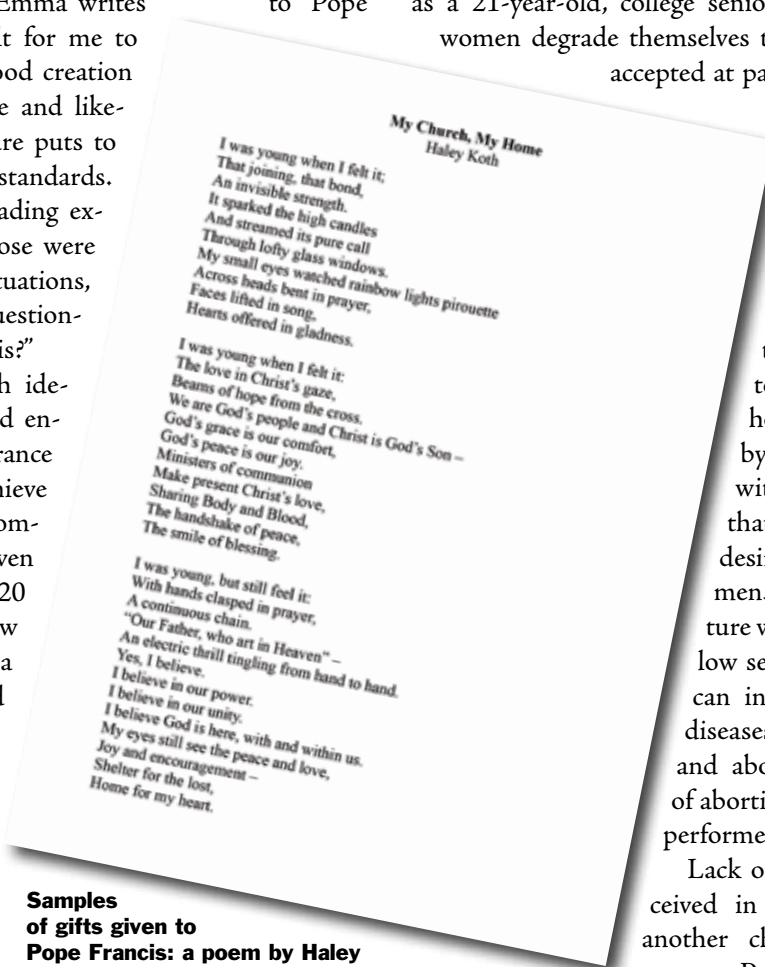 Emma writes
it for me to
ood creation
e and like-
are puts to
standards.
ading ex-
ose were
tuations,
uestion-
is?”
h ide-
d en-
rance
hieve
om-
ven
20
w
a
to Pope
as a 21-year-old, college senio
women degrade themselves t
accepted at pa
My Church, My Home
Haley Koth
I was young when I felt it;
That joining, that bond,
An invisible strength.
It sparked the high candles
And streamed its pure call
Through lofty glass windows.
My small eyes watched rainbow lights pirouette
Across heads bent in prayer,
Faces lifted in song,
Hearts offered in gladness.
I was young when I felt it:
The love in Christ’s gaze,
Beams of hope from the cross.
We are God’s people and Christ is God’s Son –
God’s grace is our comfort,
God’s peace is our joy.
Ministers of communion
Make present Christ’s love,
Sharing Body and Blood,
The handshake of peace,
The smile of blessing.
I was young, but still feel it:
With hands clasped in prayer,
A continuous chain.
“Our Father, who art in Heaven“ –
An electric thrill tingling from hand to hand.
Yes, I believe.
I believe in our power.
I believe in our unity.
I believe God is here, with and within us.
My eyes still see the peace and love,
Joy and encouragement –
Shelter for the lost,
Home for my heart.
Samples
of gifts given to
Pope Francis: a poem by Haley
t
to
he
by
wit
tha
desi
men
ture w
low se
can in
diseases
and abo
of aborti
performe
Lack o
ceived in
another ch